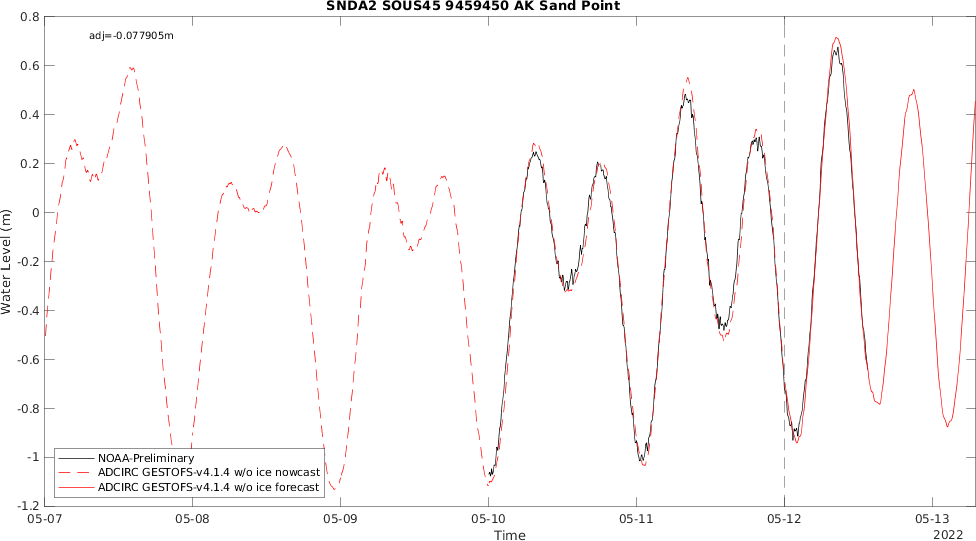 SNDA2 SOUS45 9459450 AK Sand Point
adj=-0.077905m
Water Level (m)
0.8
0.6
0.4
0.2
0
-0.2
-0.4
-0.6
-0.8
-1
-1.2
NOAA-Preliminary
ADCIRC GESTOFS-v4.1.4 w/o ice nowcast
ADCIRC GESTOFS-v4.1.4 w/o ice forecast
05-07 05-08 05-09 05-10 05-11 05-12 05-13
Time
2022